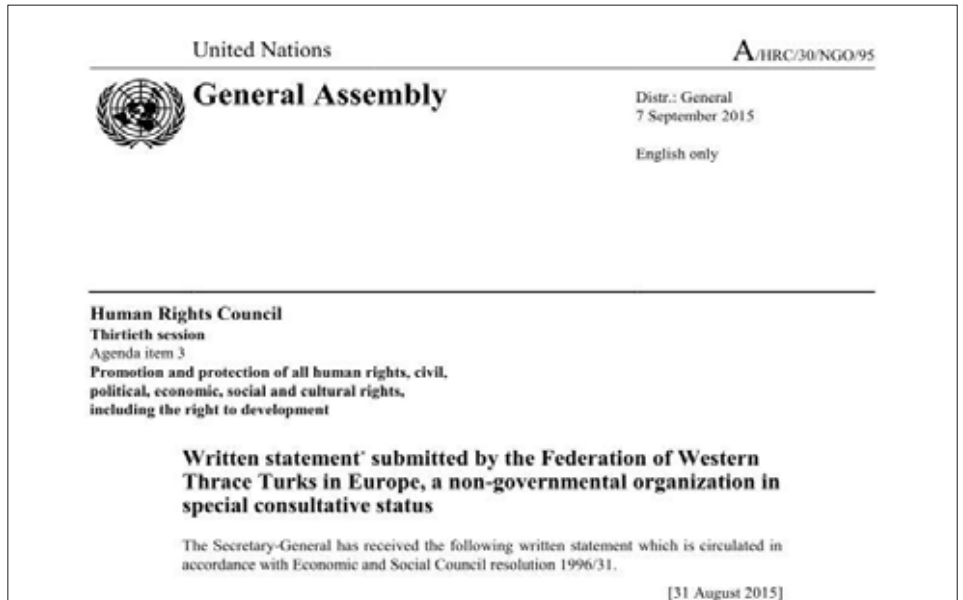 United Nations
A/HRC/30/NGO/95
General Assembly
Distr.: General
7 September 2015
English only
Human Rights Council
Thirtieth session
Agenda item 3
Promotion and protection of all human rights, civil,
political, economic, social and cultural rights,
including the right to development
Written statement* submitted by the Federation of Western
Thrace Turks in Europe, a non-governmental organization in
special consultative status
The Secretary-General has received the following written statement which is circulated in
accordance with Economic and Social Council resolution 1996/31.
[31 August 2015]